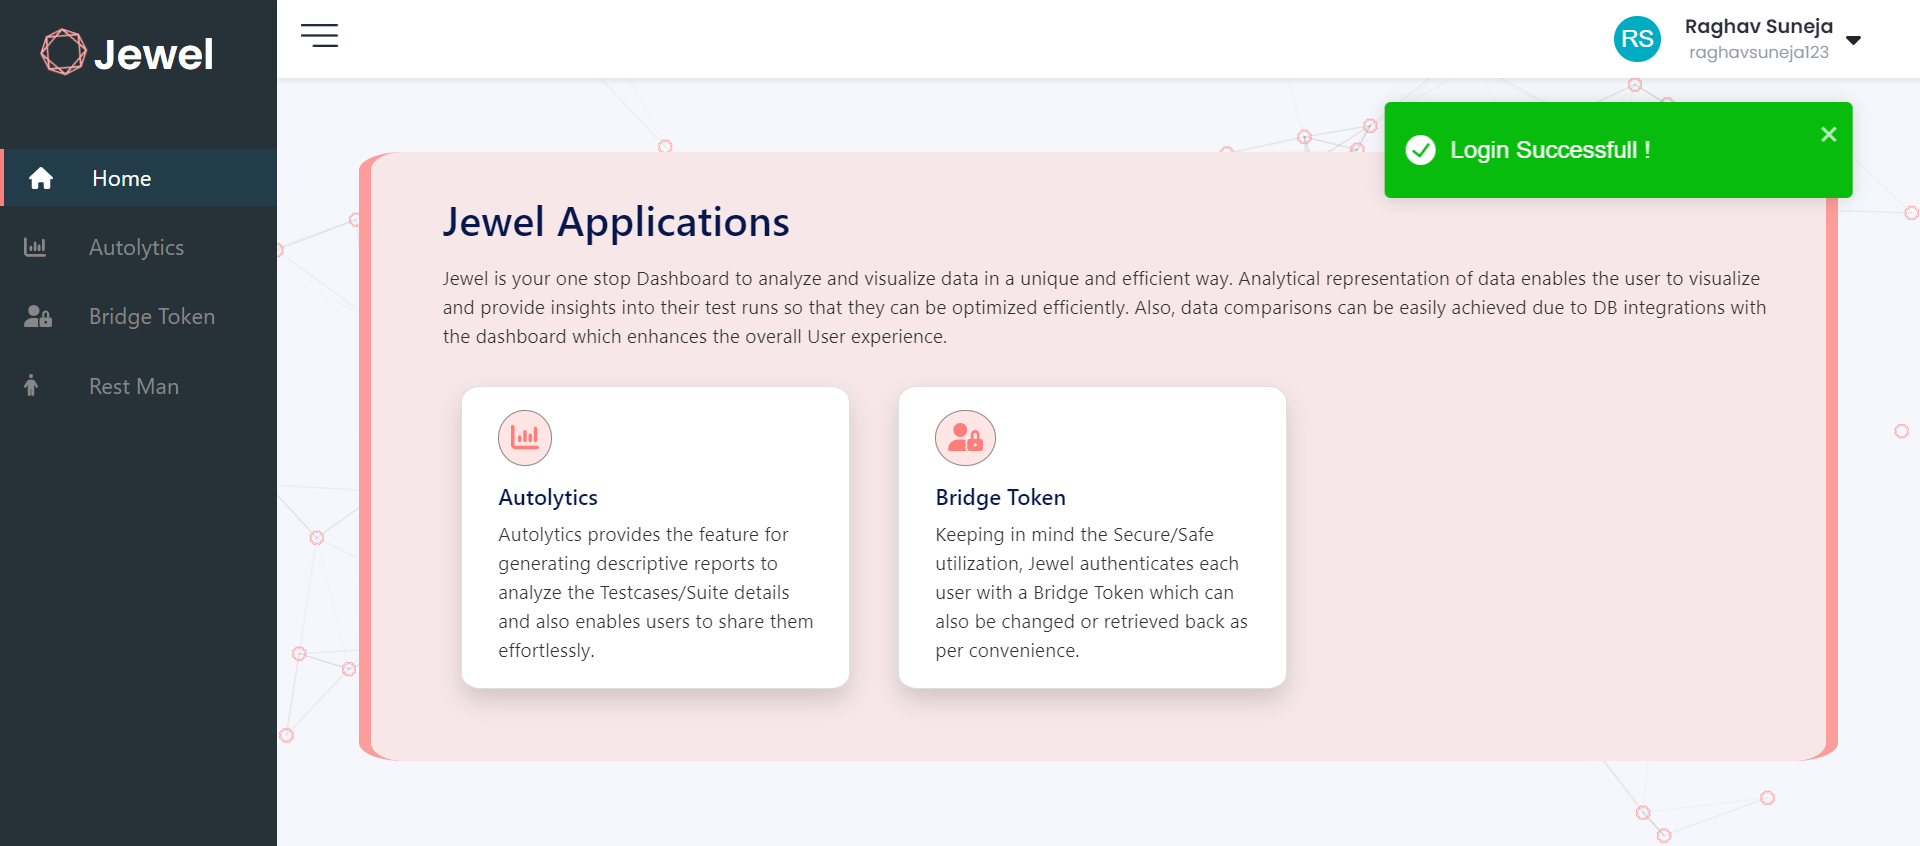 Jewel
Home
Autolytics
Bridge Token
Rest Man
RS
Raghav Suneja
raghavsuneja123
Login Successfull !
Jewel Applications
Jewel is your one stop Dashboard to analyze and visualize data in a unique and efficient way. Analytical representation of data enables the user to visualize
and provide insights into their test runs so that they can be optimized efficiently. Also, data comparisons can be easily achieved due to DB integrations with
the dashboard which enhances the overall User experience.
Autolytics
Autolytics provides the feature for
generating descriptive reports to
analyze the Testcases/Suite details
and also enables users to share them
effortlessly.
Bridge Token
Keeping in mind the Secure/Safe
utilization, Jewel authenticates each
user with a Bridge Token which can
also be changed or retrieved back as
per convenience.